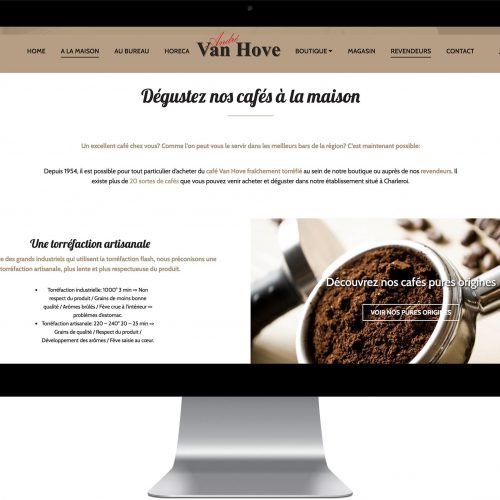 HOME A LA MAISON AU BUREAU HORECA André Van Hove BOUTIQUE MAGASIN REVENDEURS CONTACT
Dégustez nos cafés à la maison
Un excellent café chez vous? Comme l'on peut vous le servir dans les meilleurs bars de la région? C'est maintenant possible:
Depuis 1954, il est possible pour tout particulier d'acheter du café Van Hove fraîchement torréfié au sein de notre boutique ou auprès de nos revendeurs. Il
existe plus de 20 sortes de cafés que vous pouvez venir acheter et déguster dans notre établissement situé à Charleroi.
Une torréfaction artisanale
e des grands industriels qui utilisent la torréfaction flash, nous préconisons une
torréfaction artisanale, plus lente et plus respectueuse du produit.
• Torréfaction industrielle: 1000° 3 min ⇨ Non
respect du produit / Grains de moins bonne
qualité / Arômes brûlés / Fève crue à l'intérieur ⇨
problèmes d'estomac.
• Torréfaction artisanale: 220 – 240° 20 – 25 min ⇨
Grains de qualité / Respect du produit /
Développement des arômes / Fève saisie au cœur.
Découvrez nos cafés pures origines
VOIR NOS PURES ORIGINES